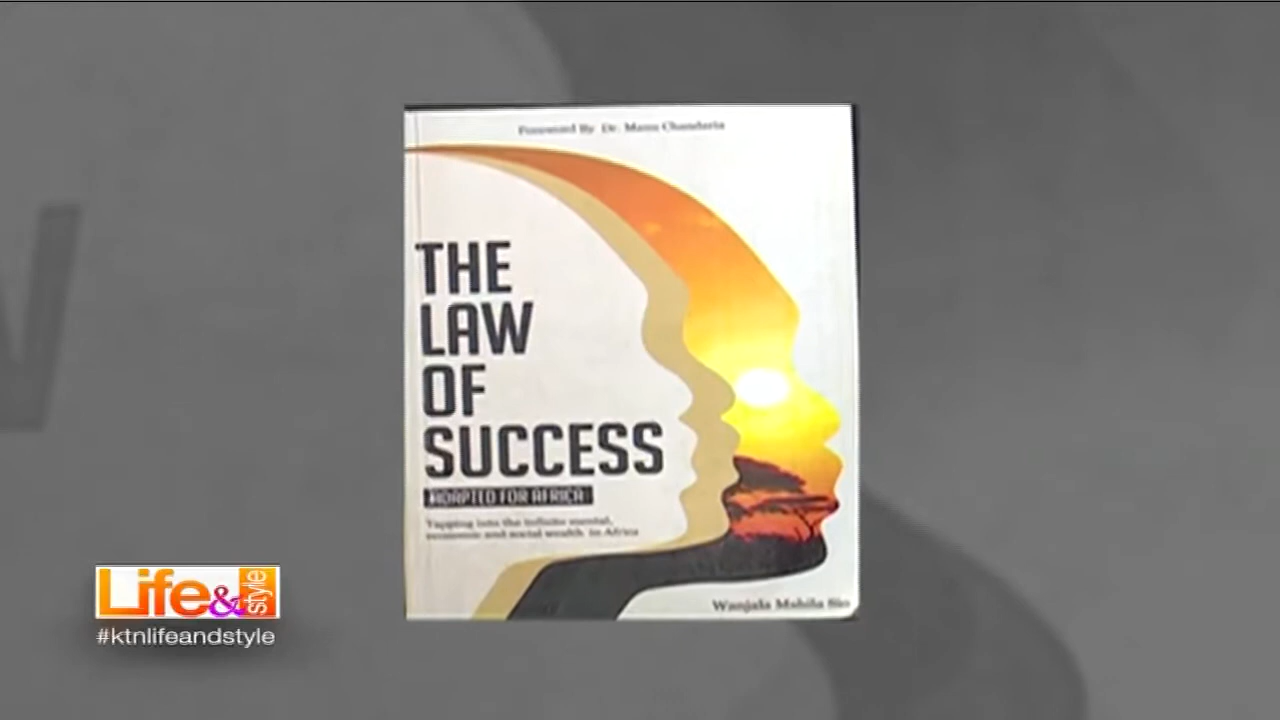 Foreword By Dr. Manu Chandaria
THE
LAW
OF
SUCCESS
ADAPTED FOR AFRICA
Tapping into the infinite mental,
economic and social wealth in Africa
Wanjala Mabila Sio
Life&style
#ktnlifeandstyle